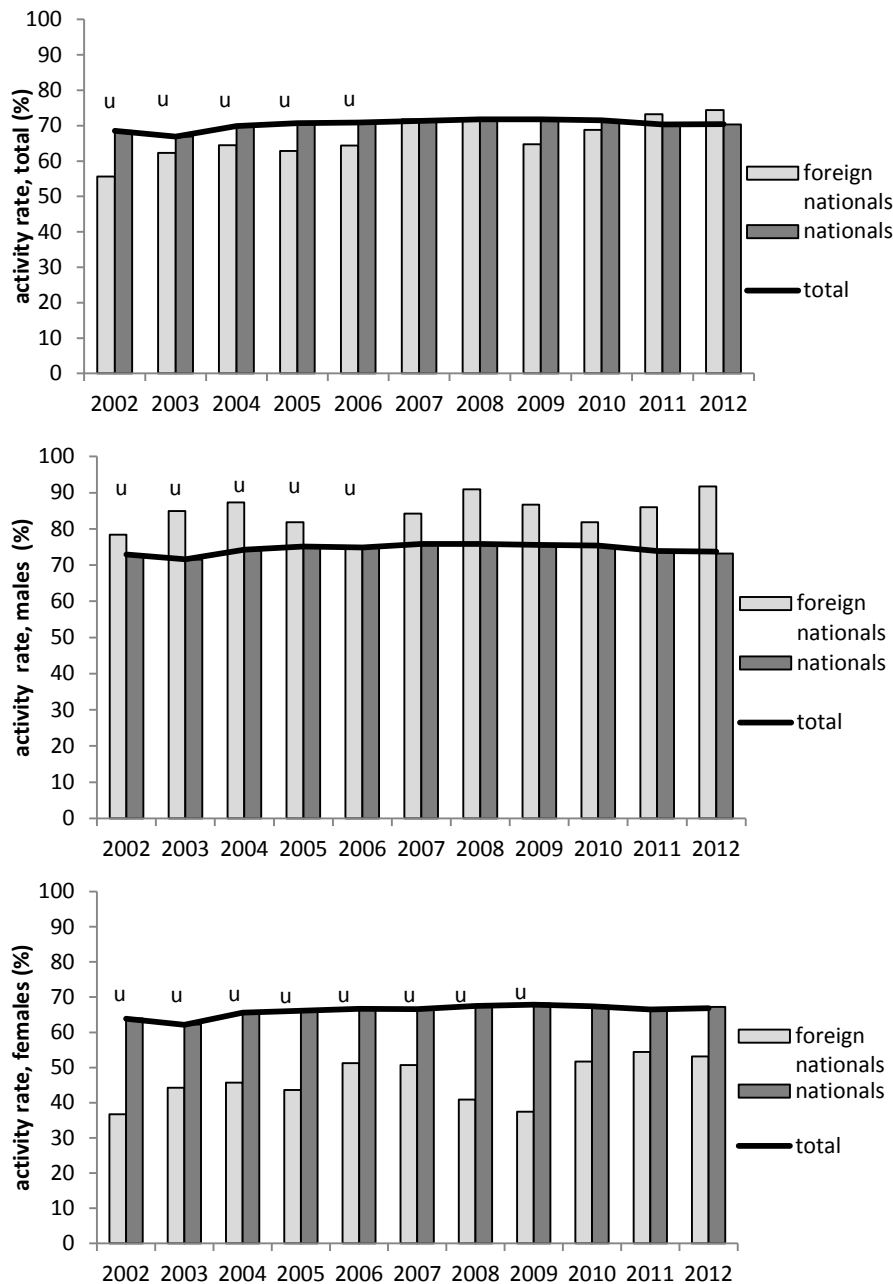 100
90
80
70
60
50
40
30
20
10
0
activity rate, total (%)
u u u u u
2002 2003 2004 2005 2006 2007 2008 2009 2010 2011 2012
foreign
nationals
nationals
total
100
90
80
70
60
50
40
30
20
10
0
activity rate, males (%)
u u u u u
2002 2003 2004 2005 2006 2007 2008 2009 2010 2011 2012
foreign
nationals
nationals
total
100
90
80
70
60
50
40
30
20
10
0
activity rate, females (%)
u u u u u u u u
2002 2003 2004 2005 2006 2007 2008 2009 2010 2011 2012
foreign
nationals
nationals
total